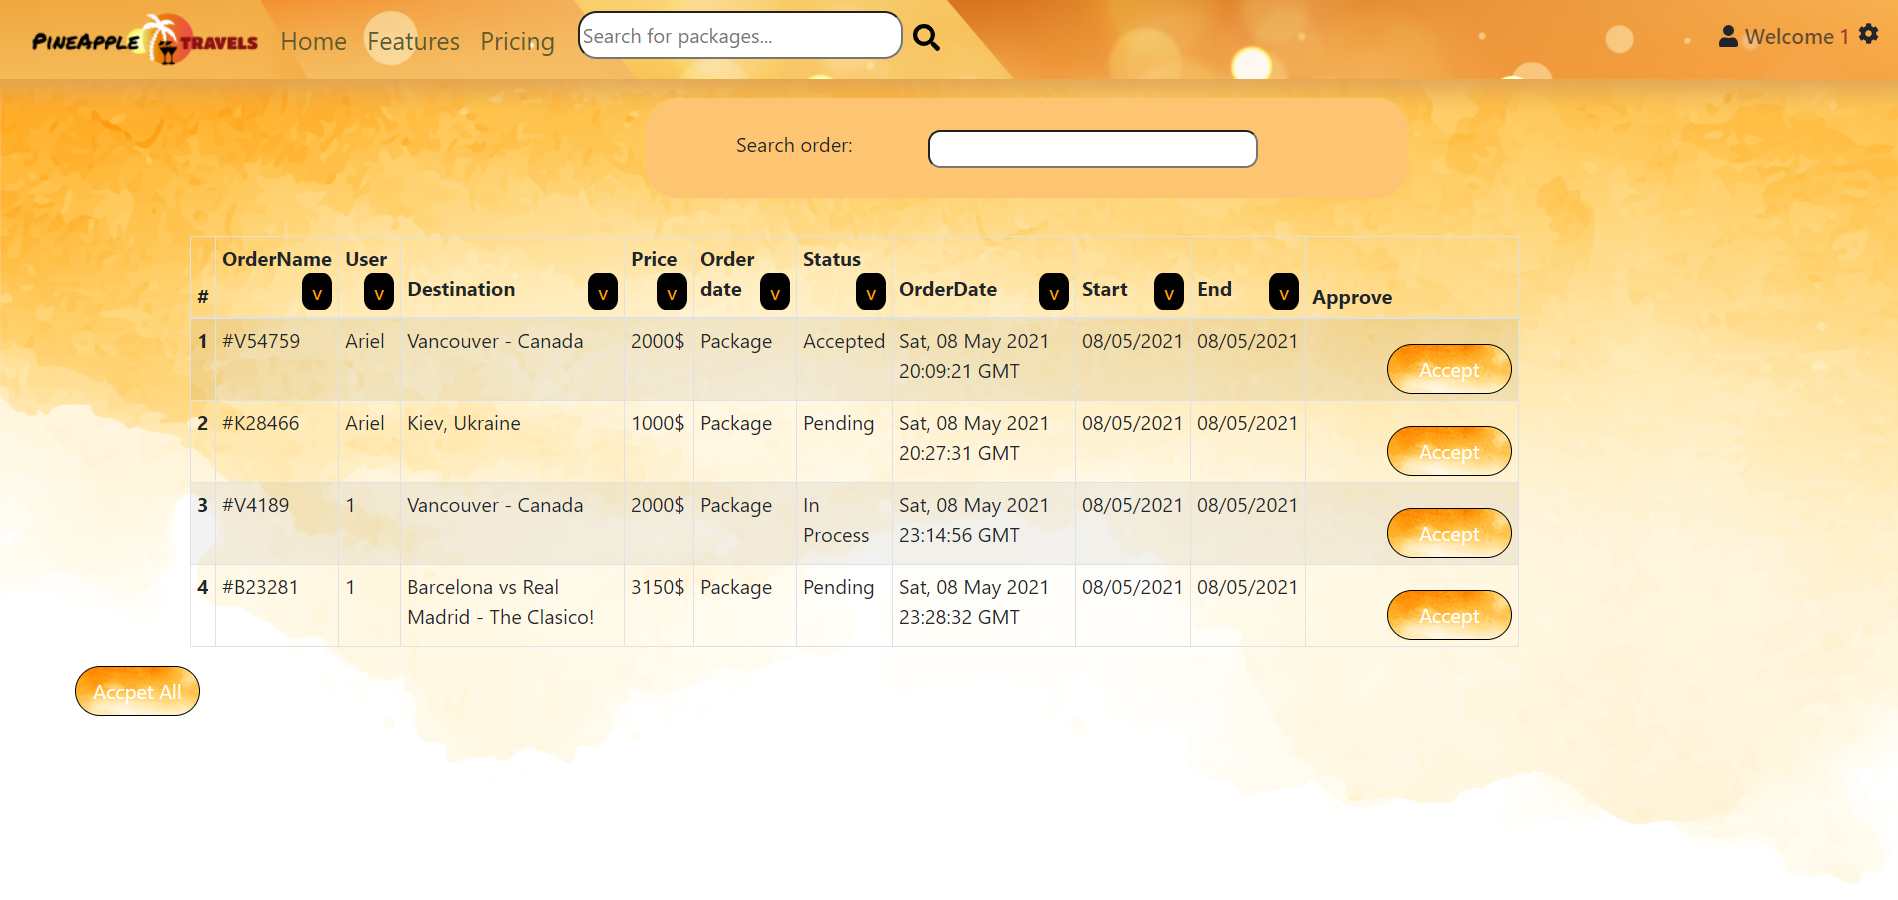 PINEAPPLE TRAVELS Home Features Pricing Search for packages... Welcome 1
Search order:
# OrderName v User v Destination v Price v Order date v Status v OrderDate v Start v End v Approve
1 #V54759 Ariel Vancouver - Canada 2000$ Package Accepted Sat, 08 May 2021 20:09:21 GMT 08/05/2021 08/05/2021 Accept
2 #K28466 Ariel Kiev, Ukraine 1000$ Package Pending Sat, 08 May 2021 20:27:31 GMT 08/05/2021 08/05/2021 Accept
3 #V4189 1 Vancouver - Canada 2000$ Package In Process Sat, 08 May 2021 23:14:56 GMT 08/05/2021 08/05/2021 Accept
4 #B23281 1 Barcelona vs Real Madrid - The Clasico! 3150$ Package Pending Sat, 08 May 2021 23:28:32 GMT 08/05/2021 08/05/2021 Accept
Accpet All